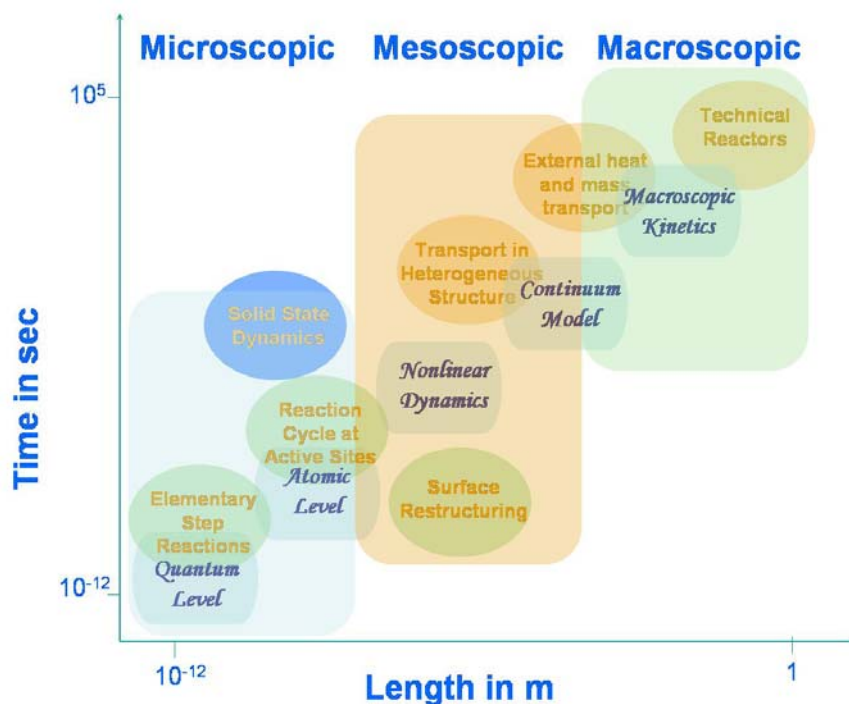 Microscopic Mesoscopic Macroscopic
10⁵
Technical
Reactors
External heat
and mass
transport
Macroscopic
Kinetics
Transport in
Heterogeneous
Structure
Continuum
Model
Solid State
Dynamics
Nonlinear
Dynamics
Reaction
Cycle at
Active Sites
Atomic
Level
Surface
Restructuring
Elementary
Step
Reactions
Quantum
Level
Time in sec
10⁻¹²
10⁻¹²
1
Length in m